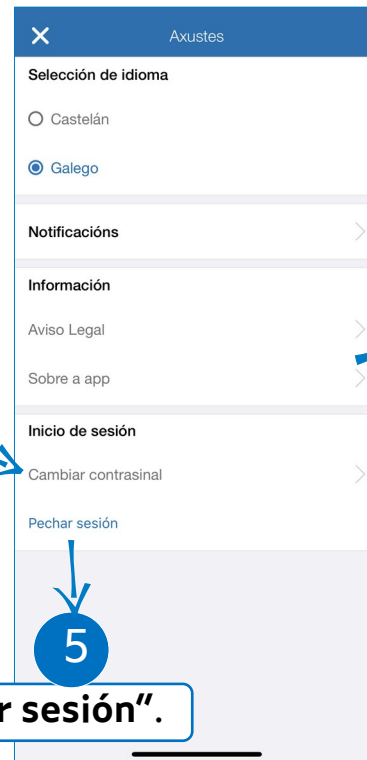 Axustes
Selección de idioma
Castelán
Galego
Notificacións
Información
Aviso Legal
Sobre a app
Inicio de sesión
Cambiar contrasinal
Pechar sesión
5
r sesión”.